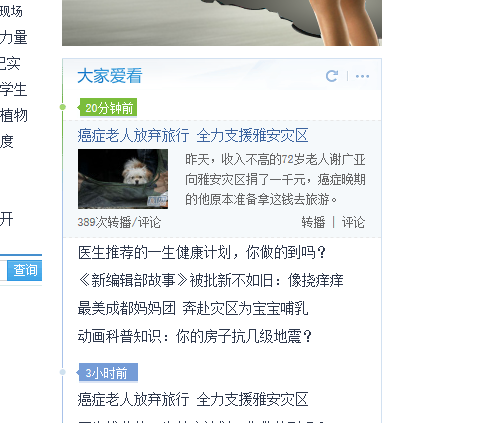 现场
力量
纪实
学生
植物
度
开
查询
大家爱看
20分钟前
癌症老人放弃旅行 全力支援雅安灾区
昨天，收入不高的72岁老人谢广亚
向雅安灾区捐了一千元，癌症晚期
的他原本准备拿这钱去旅游。
389次转播/评论
转播 | 评论
医生推荐的一生健康计划，你做的到吗？
《新编辑部故事》被批新不如旧：像挠痒痒
最美成都妈妈团 奔赴灾区为宝宝哺乳
动画科普知识：你的房子抗几级地震？
3小时前
癌症老人放弃旅行 全力支援雅安灾区